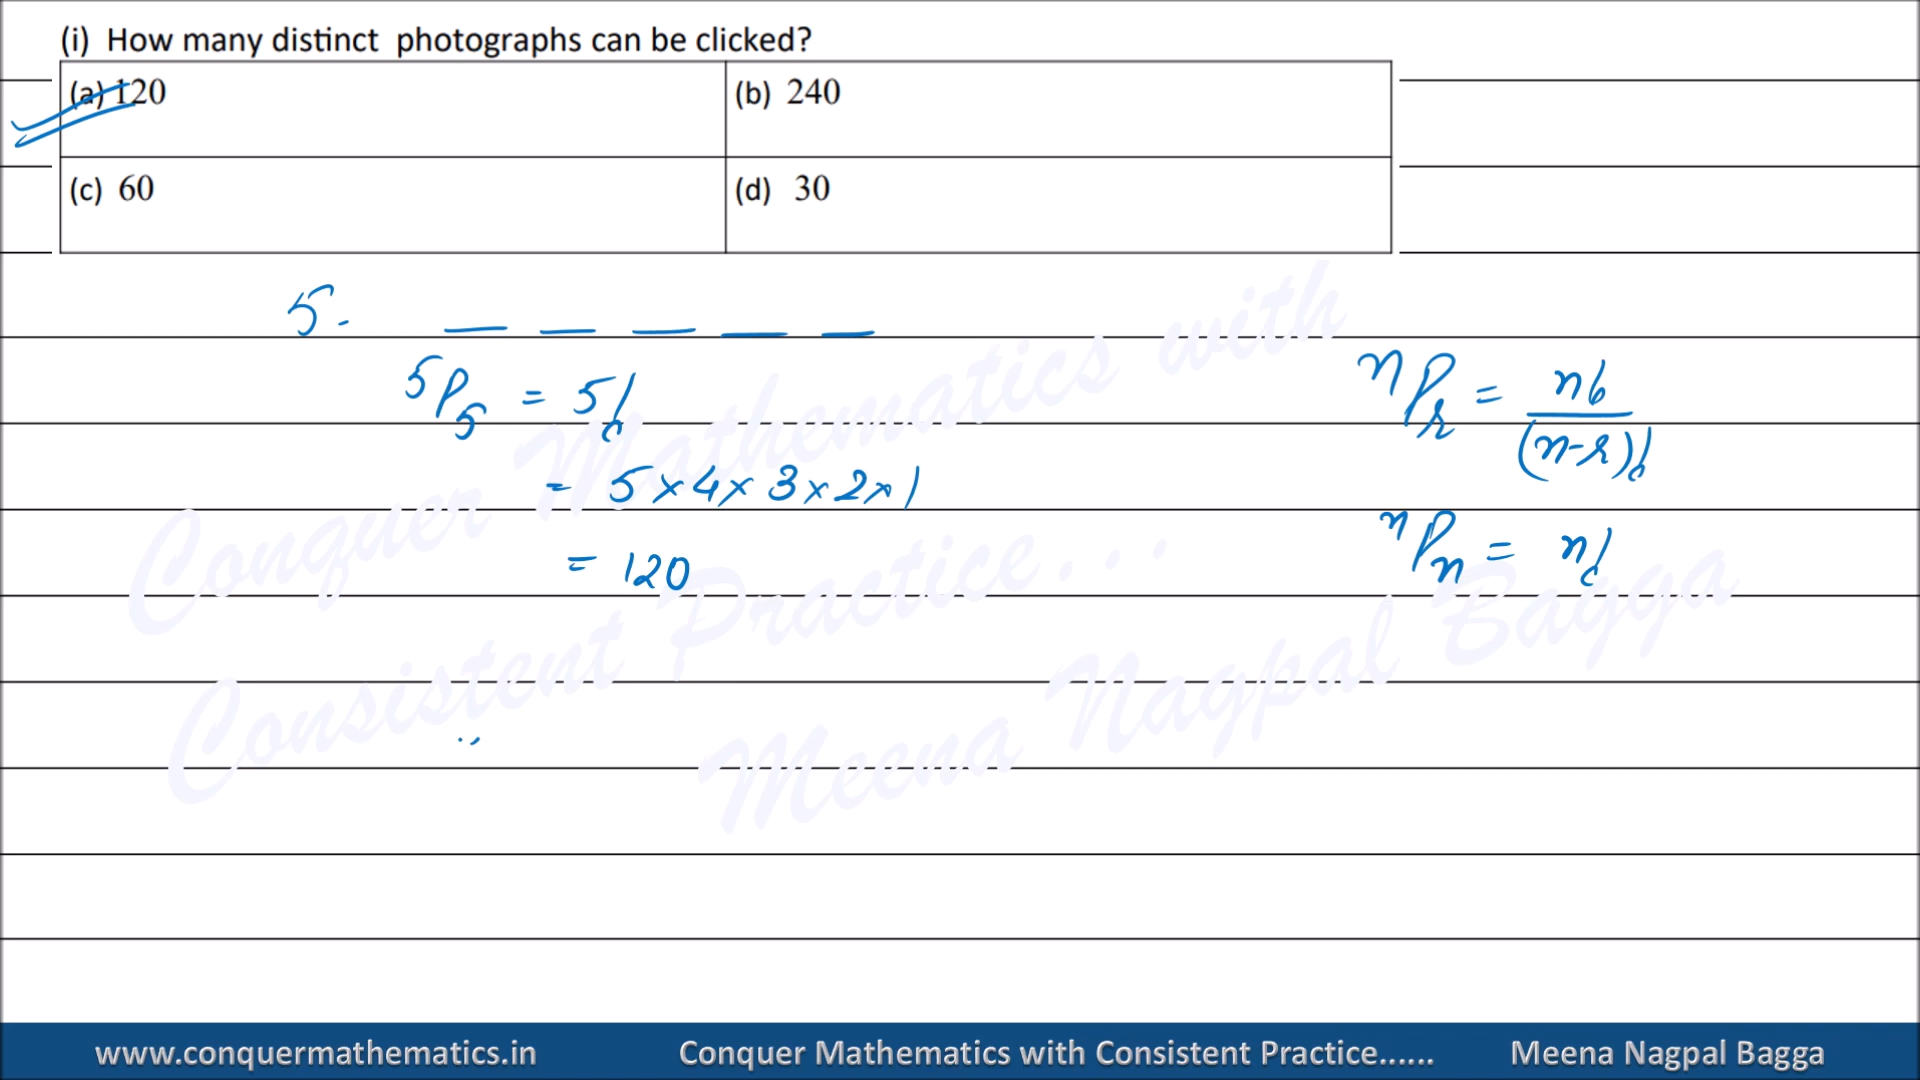 (i) How many distinct photographs can be clicked?
(a) 120
(b) 240
(c) 60
(d) 30
5.
⁵P₅ = 5!
= 5 × 4 × 3 × 2 × 1
= 120
ⁿPᵣ = n! / (n-r)!
ⁿPₙ = n!
Conquer Mathematics with
Consistent Practice...
Meena Nagpal Bagga
www.conquermathematics.in Conquer Mathematics with Consistent Practice...... Meena Nagpal Bagga